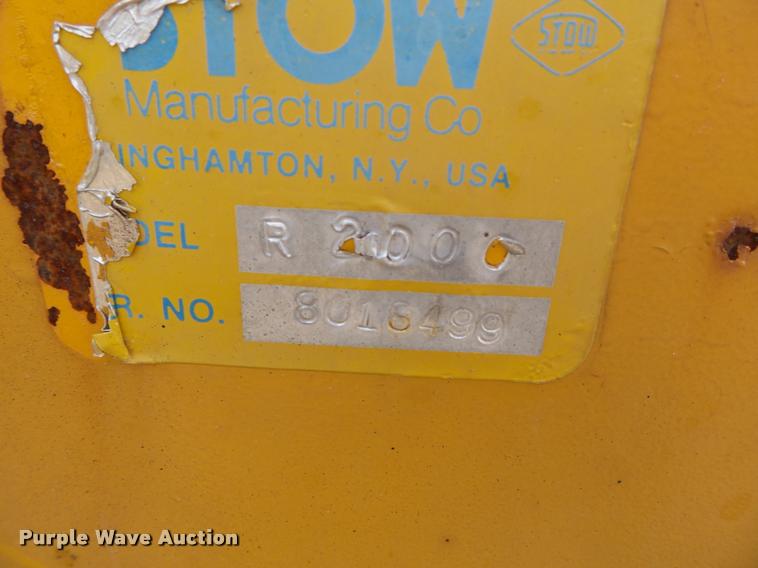 STOW
STOW
Manufacturing Co
INGHAMTON, N.Y., USA
DEL R 2000
R. NO. 8018499
Purple Wave Auction